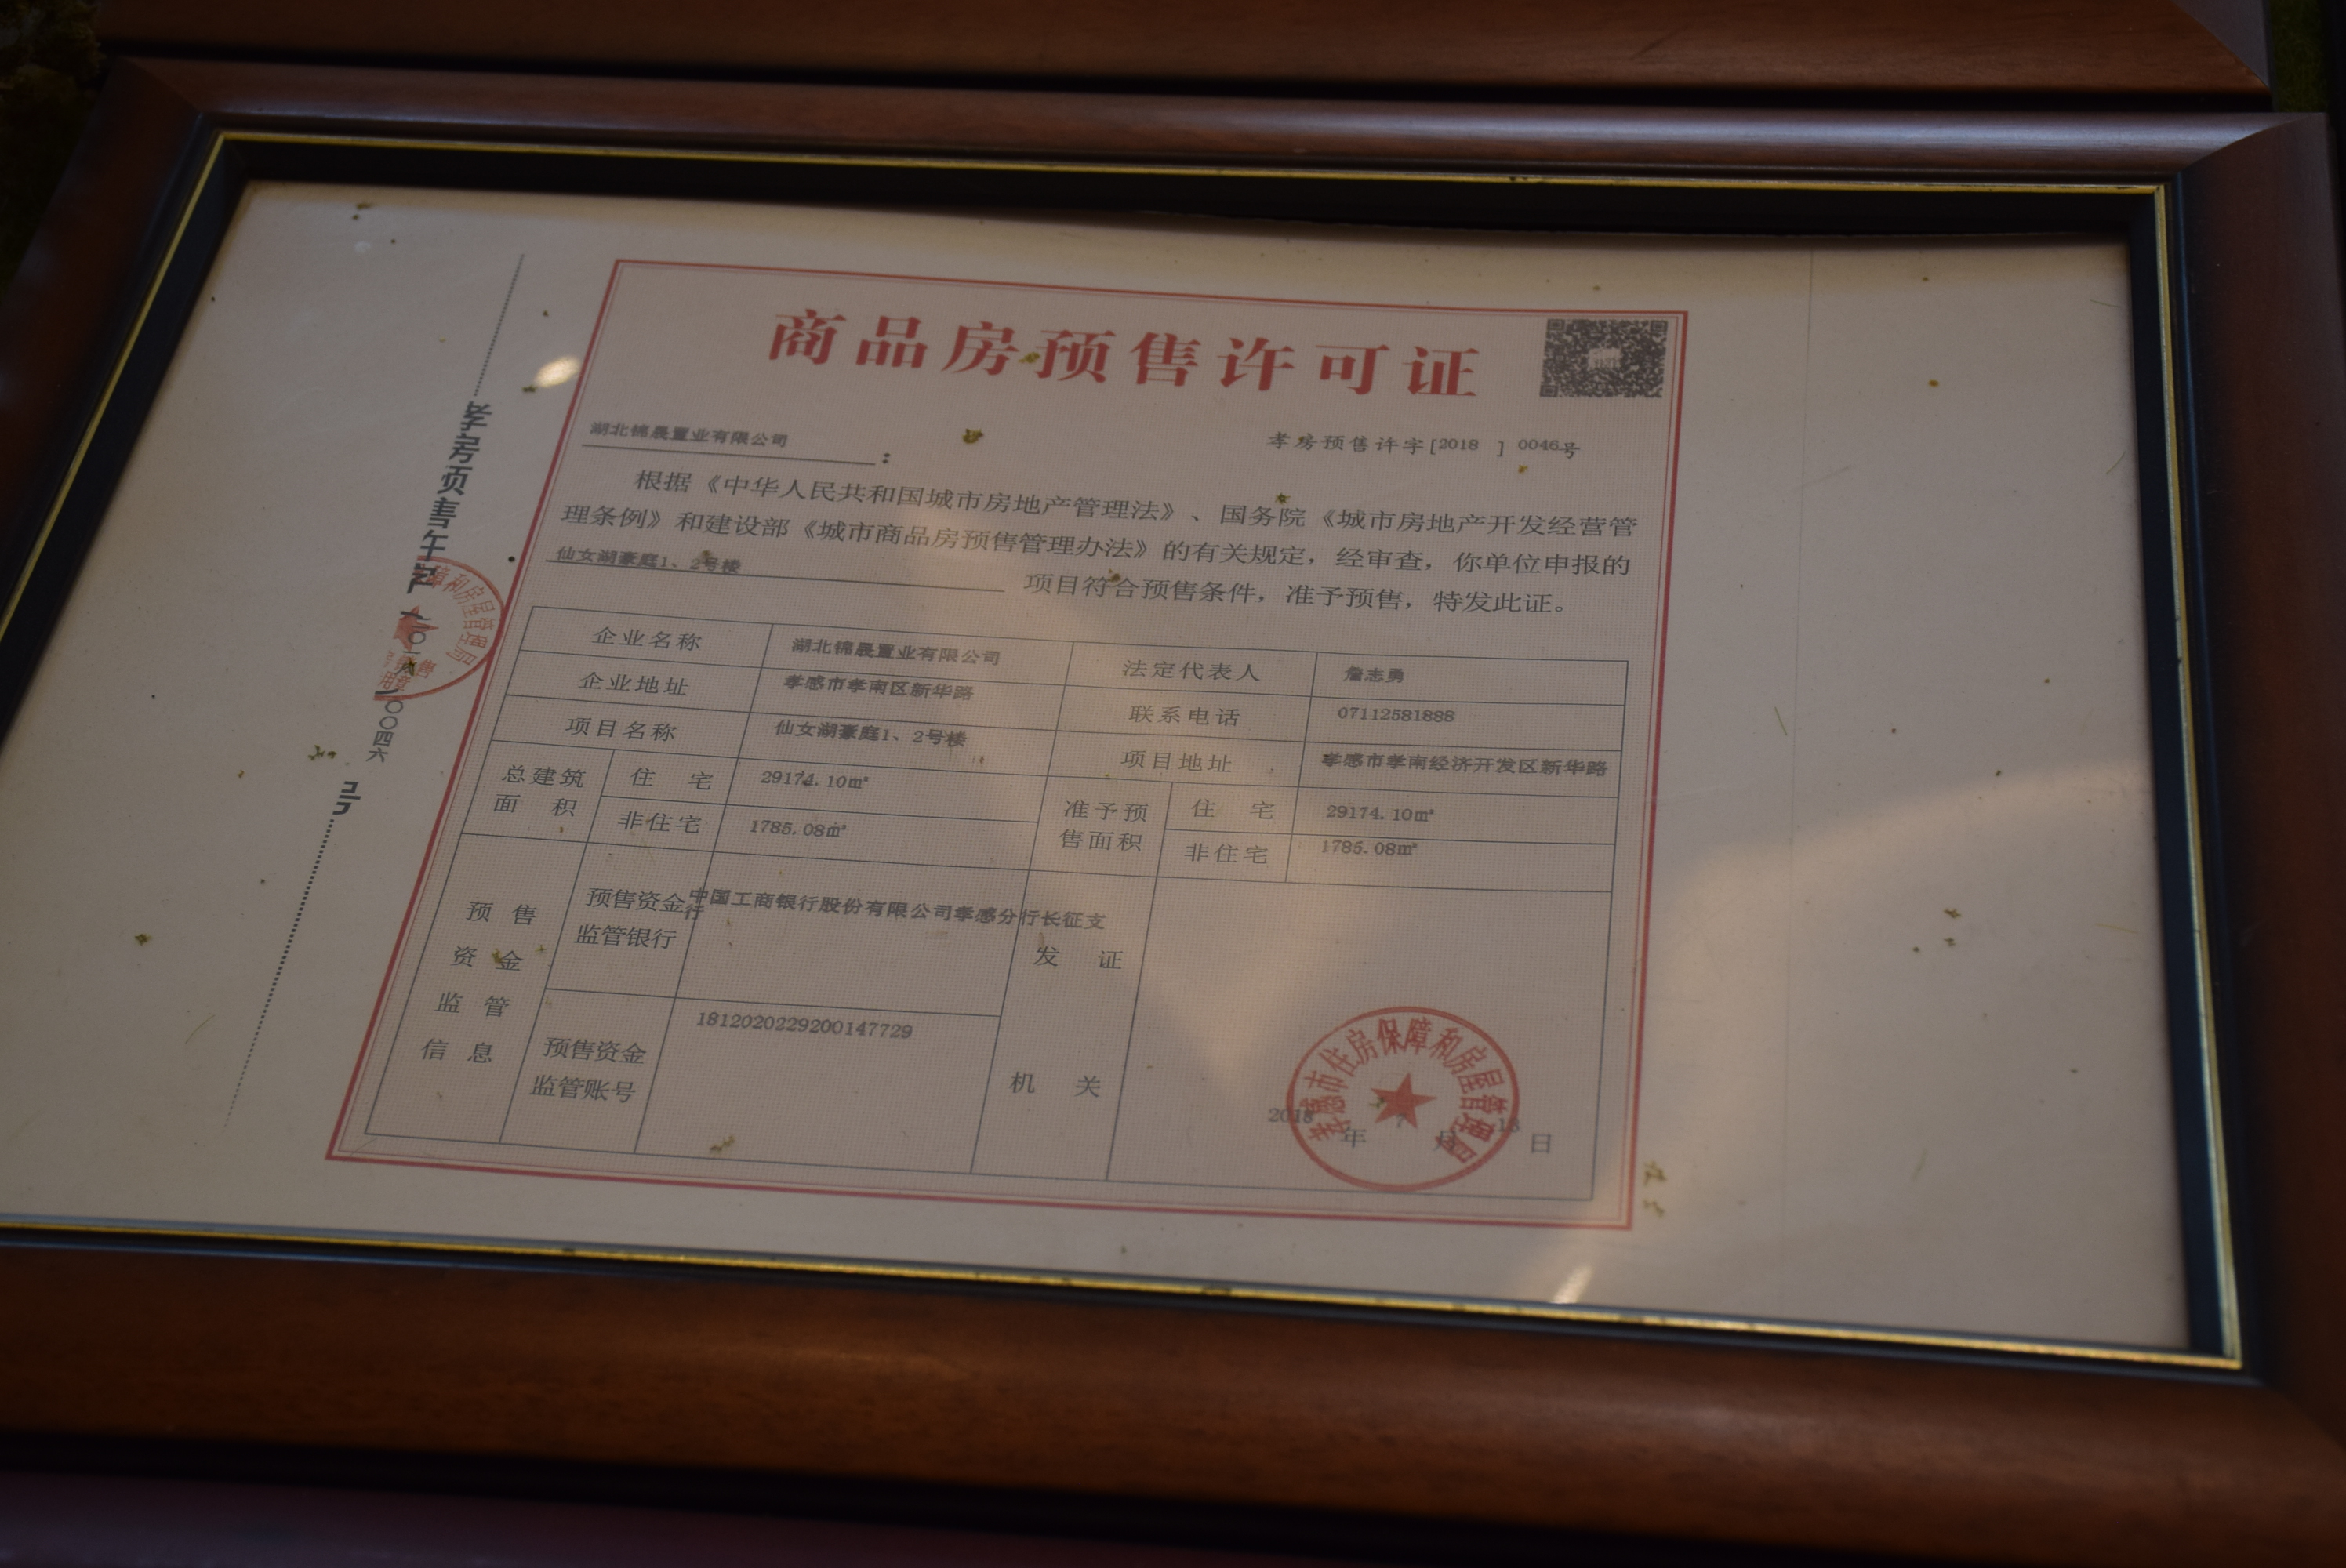 商品房预售许可证
湖北锦晟置业有限公司：
孝房预售许字[2018]0046号
根据《中华人民共和国城市房地产管理法》、国务院《城市房地产开发经营管
理条例》和建设部《城市商品房预售管理办法》的有关规定，经审查，你单位申报的
仙女湖豪庭1、2号楼 项目符合预售条件，准予预售，特发此证。
企业名称 湖北锦晟置业有限公司 法定代表人 詹志勇
企业地址 孝感市孝南区新华路 联系电话 07112581888
项目名称 仙女湖豪庭1、2号楼 项目地址 孝感市孝南经济开发区新华路
总建筑面积 住宅 29174.10㎡ 准予预售面积 住宅 29174.10㎡
非住宅 1785.08㎡ 非住宅 1785.08㎡
预售资金监管信息
预售资金监管银行 中国工商银行股份有限公司孝感分行长征支行
预售资金监管账号 1812020229200147729
发证机关
孝感市住房保障和房屋管理局
2018年7月13日